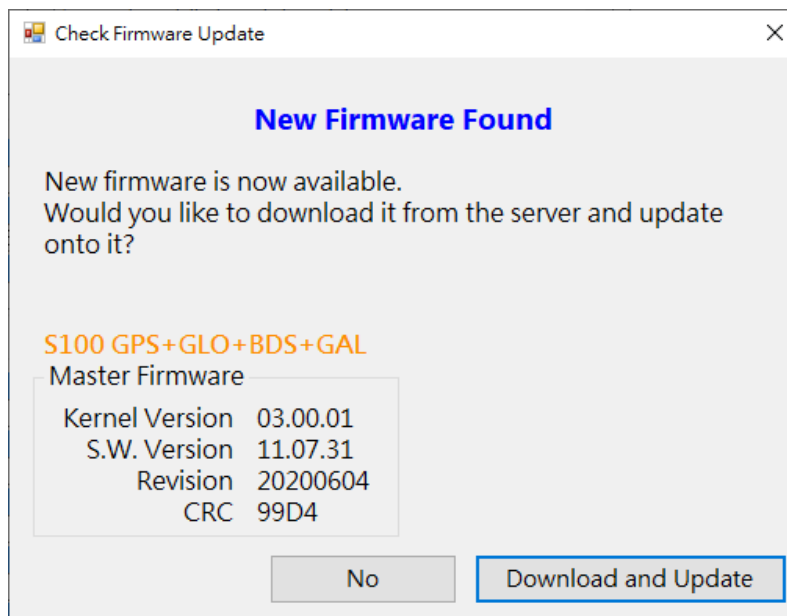 Check Firmware Update
New Firmware Found
New firmware is now available.
Would you like to download it from the server and update
onto it?
S100 GPS+GLO+BDS+GAL
Master Firmware
Kernel Version 03.00.01
S.W. Version 11.07.31
Revision 20200604
CRC 99D4
No
Download and Update